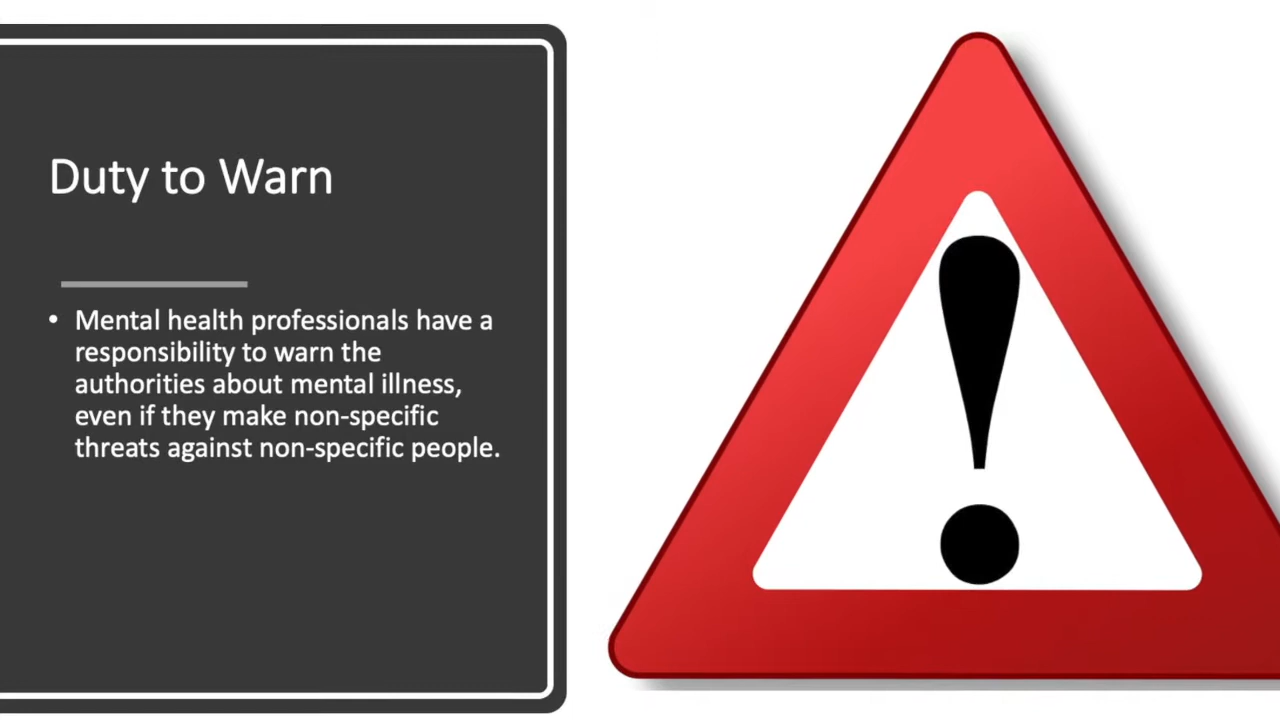 Duty to Warn
• Mental health professionals have a
responsibility to warn the
authorities about mental illness,
even if they make non-specific
threats against non-specific people.
!